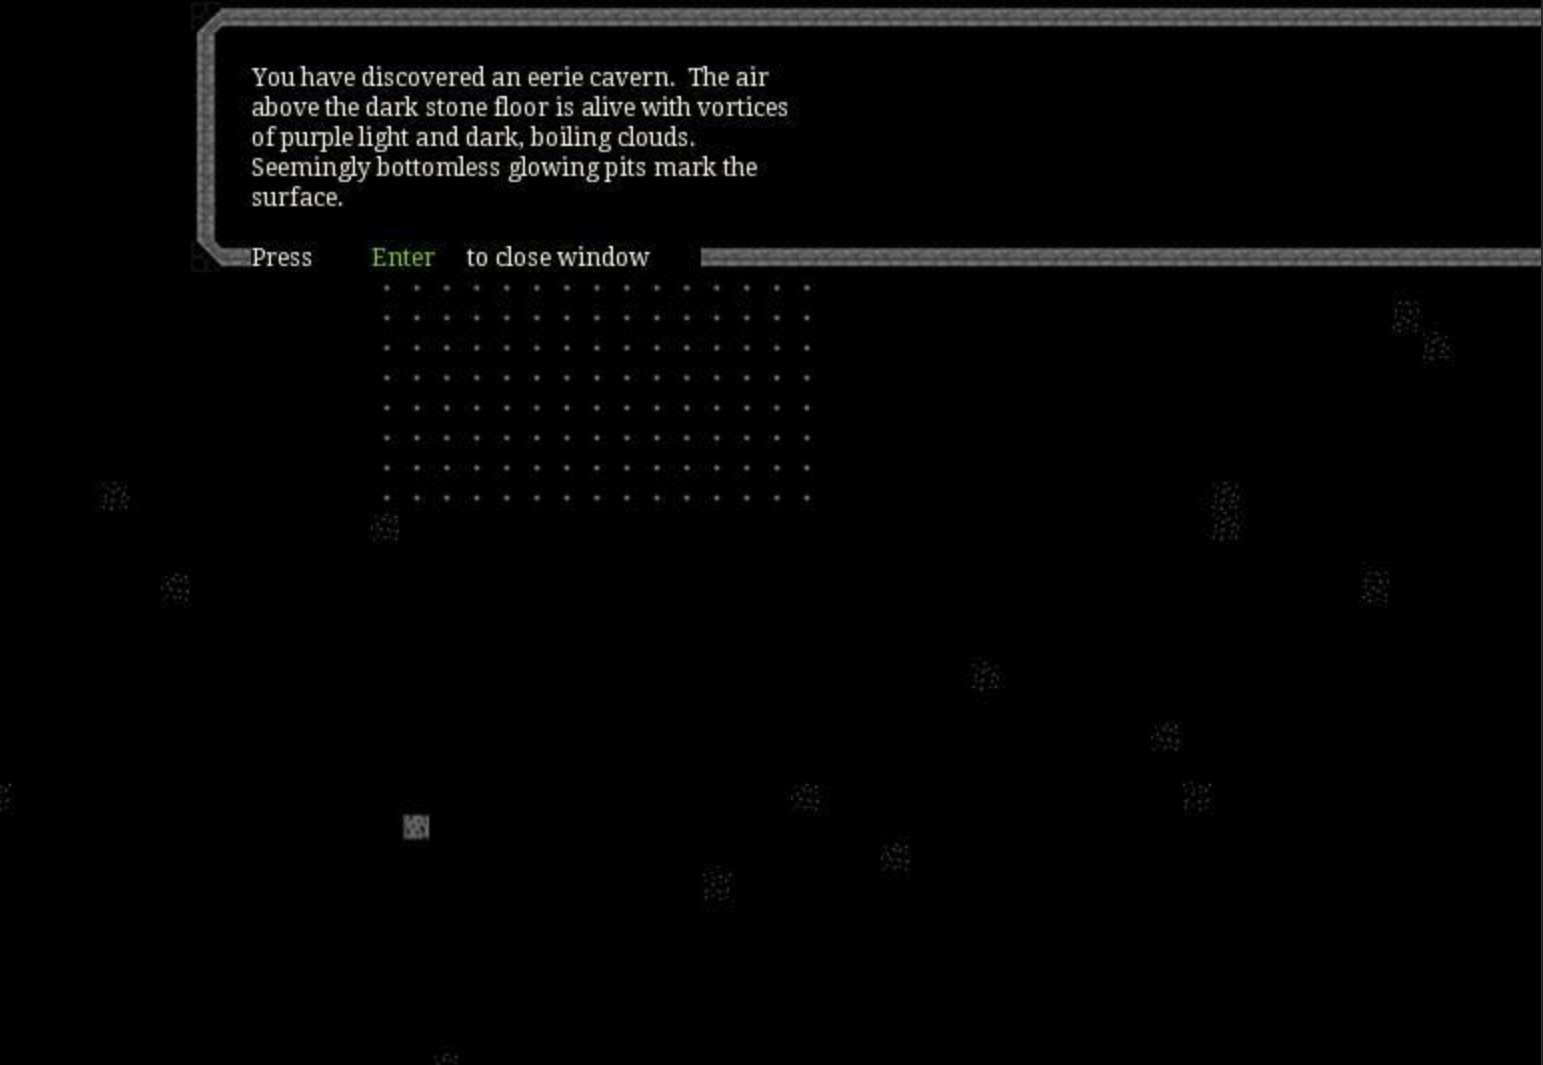 You have discovered an eerie cavern.  The air
above the dark stone floor is alive with vortices
of purple light and dark, boiling clouds.
Seemingly bottomless glowing pits mark the
surface.
Press Enter to close window